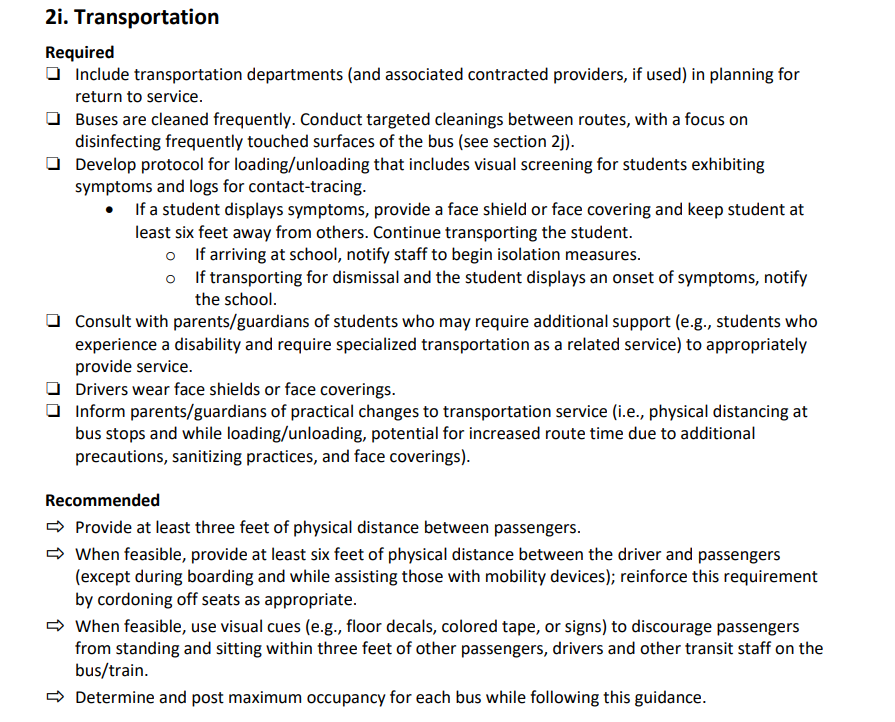 2i. Transportation
Required
❏ Include transportation departments (and associated contracted providers, if used) in planning for
return to service.
❏ Buses are cleaned frequently. Conduct targeted cleanings between routes, with a focus on
disinfecting frequently touched surfaces of the bus (see section 2j).
❏ Develop protocol for loading/unloading that includes visual screening for students exhibiting
symptoms and logs for contact-tracing.
• If a student displays symptoms, provide a face shield or face covering and keep student at
least six feet away from others. Continue transporting the student.
o If arriving at school, notify staff to begin isolation measures.
o If transporting for dismissal and the student displays an onset of symptoms, notify
the school.
❏ Consult with parents/guardians of students who may require additional support (e.g., students who
experience a disability and require specialized transportation as a related service) to appropriately
provide service.
❏ Drivers wear face shields or face coverings.
❏ Inform parents/guardians of practical changes to transportation service (i.e., physical distancing at
bus stops and while loading/unloading, potential for increased route time due to additional
precautions, sanitizing practices, and face coverings).
Recommended
⇨ Provide at least three feet of physical distance between passengers.
⇨ When feasible, provide at least six feet of physical distance between the driver and passengers
(except during boarding and while assisting those with mobility devices); reinforce this requirement
by cordoning off seats as appropriate.
⇨ When feasible, use visual cues (e.g., floor decals, colored tape, or signs) to discourage passengers
from standing and sitting within three feet of other passengers, drivers and other transit staff on the
bus/train.
⇨ Determine and post maximum occupancy for each bus while following this guidance.